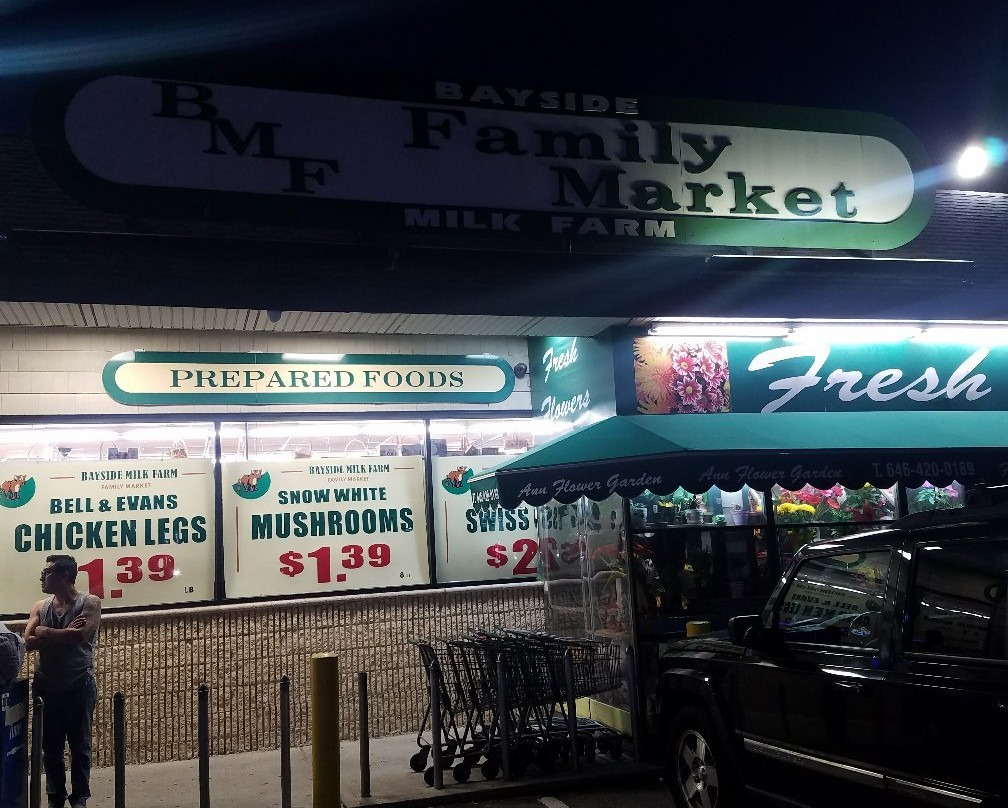 BAYSIDE
BMF
Family
Market
MILK FARM
PREPARED FOODS
Fresh
Flowers
Fresh
Ann Flower Garden
Ann Flower Garden
T. 646-420-0189
BAYSIDE MILK FARM
FAMILY MARKET
BELL & EVANS
CHICKEN LEGS
1.39
LB
BAYSIDE MILK FARM
FAMILY MARKET
SNOW WHITE
MUSHROOMS
$1.39
SWISS
$2